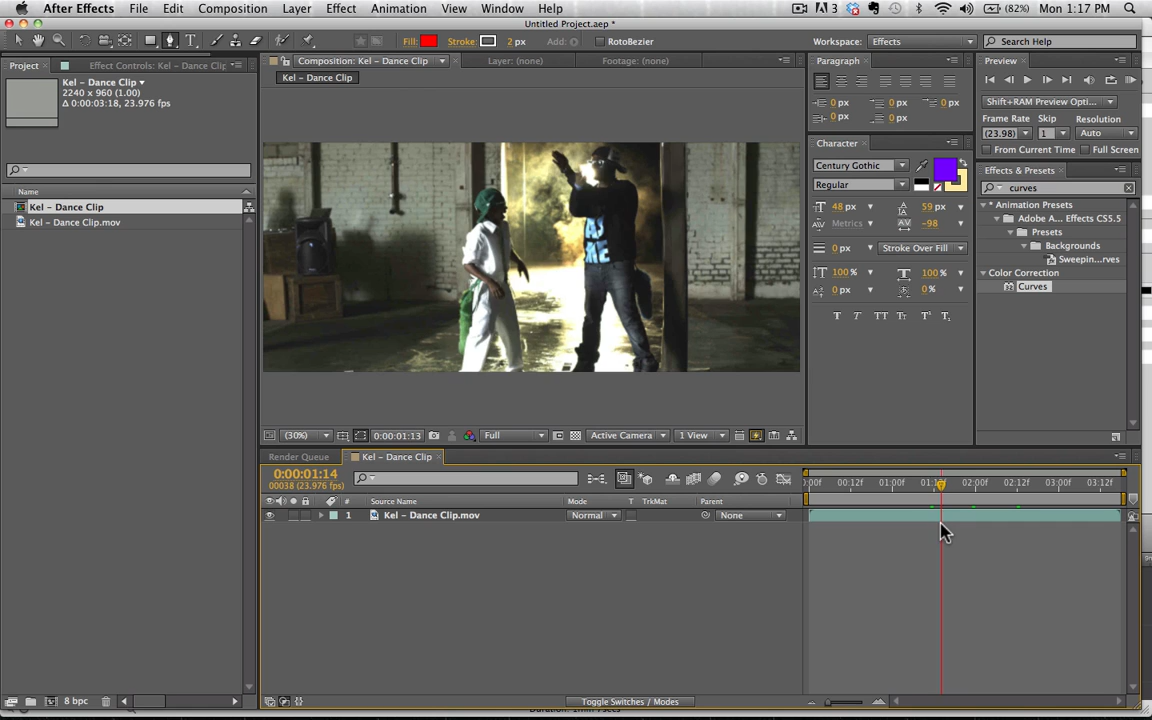 After Effects File Edit Composition Layer Effect Animation View Window Help 3 (82%) Mon 1:17 PM
Untitled Project.aep *
T Fill: Stroke: 2 px Add: RotoBezier Workspace: Effects Search Help
Project Effect Controls: Kel – Dance Clip
Kel – Dance Clip
2240 x 960 (1.00)
Δ 0:00:03:18, 23.976 fps
Name
Kel – Dance Clip
Kel – Dance Clip.mov
8 bpc
Composition: Kel – Dance Clip Layer: (none) Footage: (none)
Kel – Dance Clip
AS
ME
(30%) 0:00:01:13 Full Active Camera 1 View
Paragraph
0 px 0 px 0 px
0 px 0 px
Character
Century Gothic
Regular
48 px 59 px
Metrics -98
0 px Stroke Over Fill
100 % 100 %
0 px 0 %
T T TT Tт T¹ T₁
Preview
Shift+RAM Preview Opti...
Frame Rate Skip Resolution
(23.98) 1 Auto
From Current Time Full Screen
Effects & Presets
curves
* Animation Presets
Adobe A... Effects CS5.5
Presets
Backgrounds
Sweepin...rves
Color Correction
Curves
Render Queue Kel – Dance Clip
0:00:01:14
00038 (23.976 fps)
Source Name Mode T TrkMat Parent
1 Kel – Dance Clip.mov Normal None
:00f 00:12f 01:00f 02:00f 02:12f 03:00f 03:12f
Toggle Switches / Modes